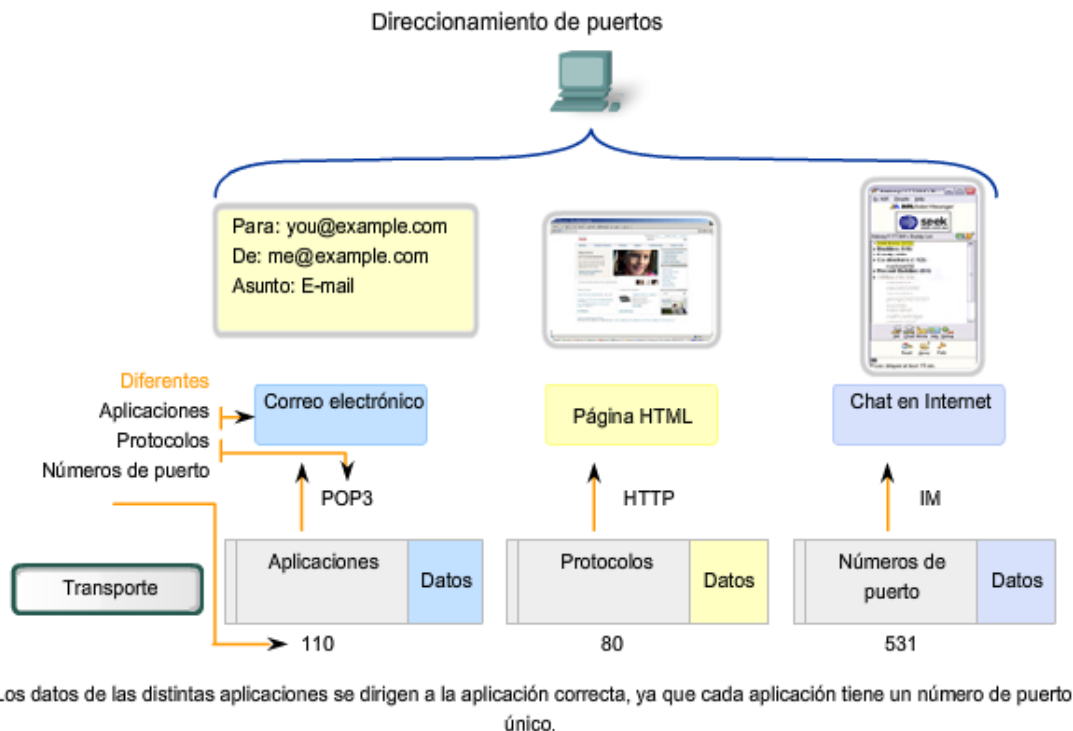 Direccionamiento de puertos
Para: you@example.com
De: me@example.com
Asunto: E-mail
seek
Diferentes
Aplicaciones
Protocolos
Números de puerto
Correo electrónico
Página HTML
Chat en Internet
POP3
HTTP
IM
Transporte
Aplicaciones
Datos
Protocolos
Datos
Números de
puerto
Datos
110
80
531
Los datos de las distintas aplicaciones se dirigen a la aplicación correcta, ya que cada aplicación tiene un número de puerto
único.